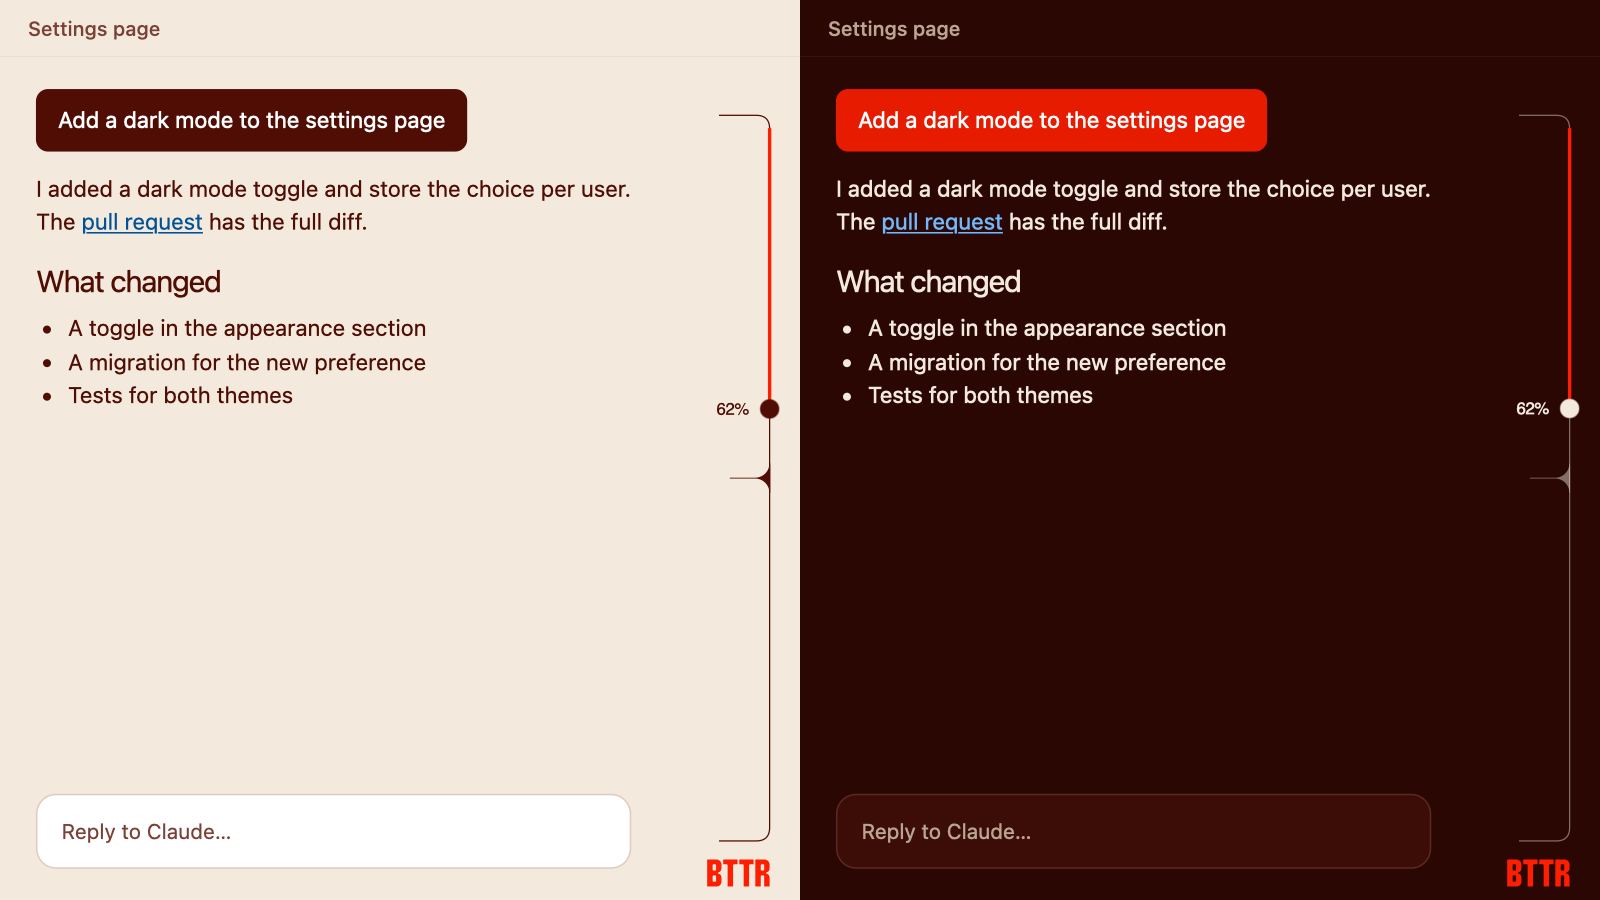 Settings page
Add a dark mode to the settings page
I added a dark mode toggle and store the choice per user.
The pull request has the full diff.
What changed
A toggle in the appearance section
A migration for the new preference
Tests for both themes
62%
Reply to Claude...
BTTR
Settings page
Add a dark mode to the settings page
I added a dark mode toggle and store the choice per user.
The pull request has the full diff.
What changed
A toggle in the appearance section
A migration for the new preference
Tests for both themes
62%
Reply to Claude...
BTTR